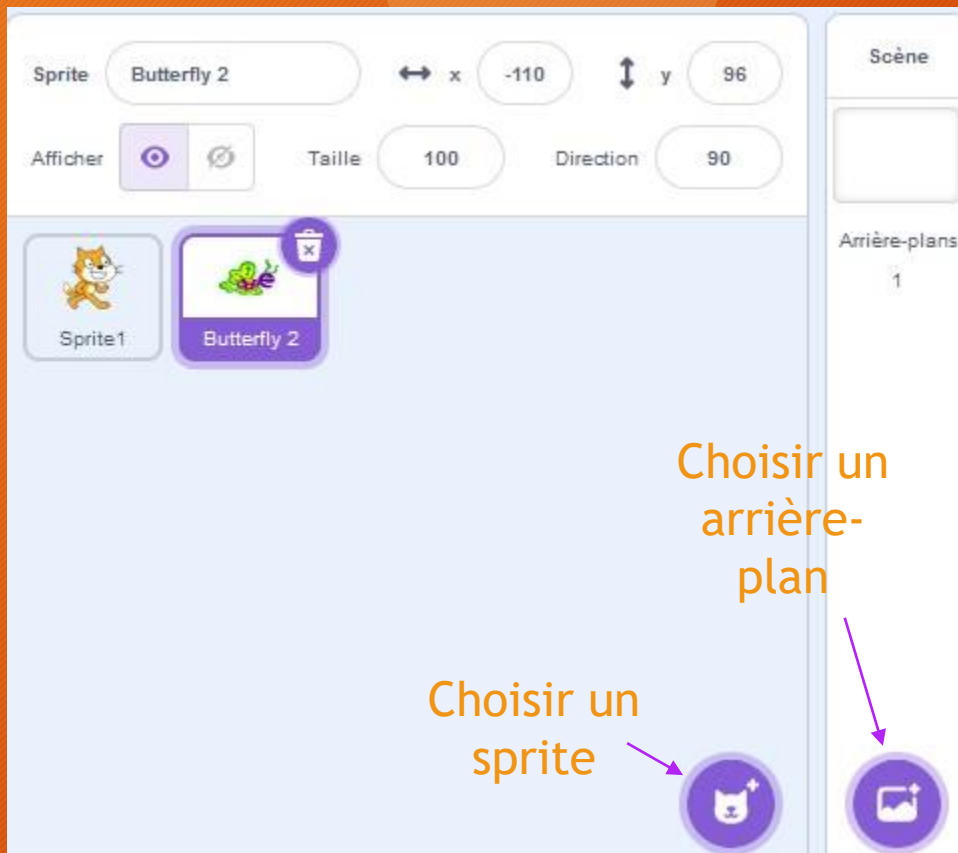 Sprite Butterfly 2 x -110 y 96
Afficher Taille 100 Direction 90
Sprite1
Butterfly 2
Scène
Arrière-plans
1
Choisir un
arrière-
plan
Choisir un
sprite